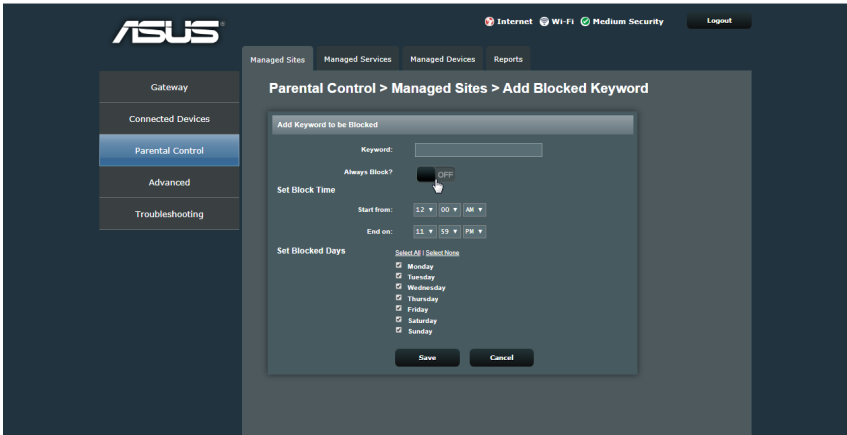 ASUS
Internet Wi-Fi Medium Security Logout
Managed Sites Managed Services Managed Devices Reports
Gateway
Connected Devices
Parental Control
Advanced
Troubleshooting
Parental Control > Managed Sites > Add Blocked Keyword
Add Keyword to be Blocked
Keyword:
Always Block? OFF
Set Block Time
Start from: 12 00 AM
End on: 11 59 PM
Set Blocked Days Select All | Select None
Monday
Tuesday
Wednesday
Thursday
Friday
Saturday
Sunday
Save Cancel